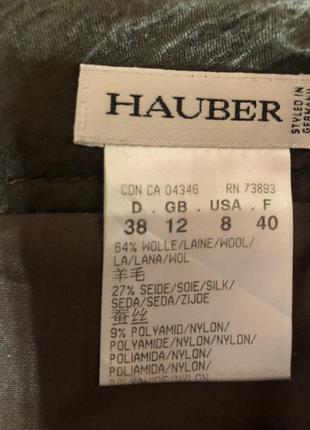 HAUBER
STYLED IN
GERMANY
CDN CA 04346 RN 73893
D . GB . USA . F
38 12 8 40
64% WOLLE/LAINE/WOOL/
LA/LANA/WOL
羊毛
27% SEIDE/SOIE/SILK/
SEDA/SEDA/ZIJDE
蚕丝
9% POLYAMID/NYLON/
POLYAMIDE/NYLON/NYLON/
POLIAMIDA/NYLON/
POLIAMIDA/NYLON